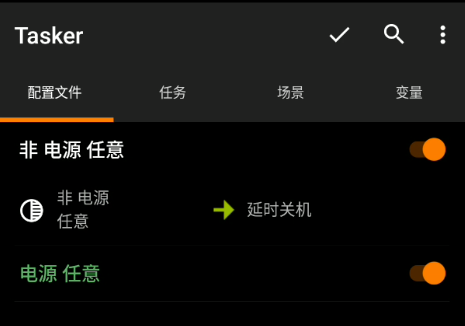 Tasker
配置文件 任务 场景 变量
非 电源 任意
非 电源
任意
延时关机
电源 任意